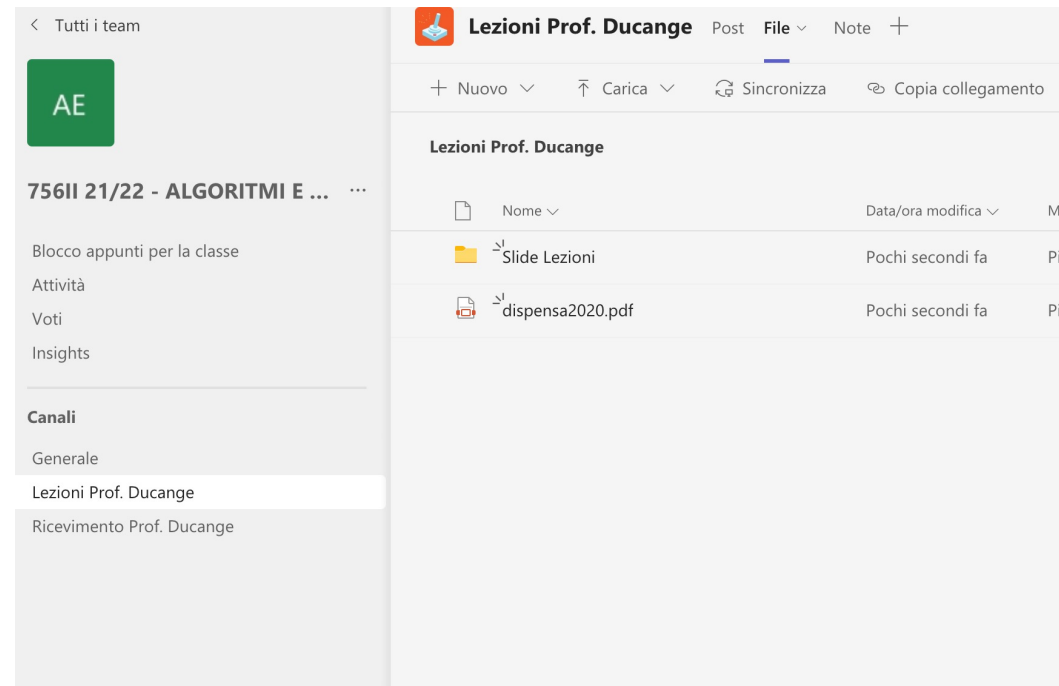 Tutti i team
AE
756II 21/22 - ALGORITMI E ...
Blocco appunti per la classe
Attività
Voti
Insights
Canali
Generale
Lezioni Prof. Ducange
Ricevimento Prof. Ducange
Lezioni Prof. Ducange Post File Note
Nuovo Carica Sincronizza Copia collegamento
Lezioni Prof. Ducange
Nome Data/ora modifica M
Slide Lezioni Pochi secondi fa Pi
dispensa2020.pdf Pochi secondi fa Pi